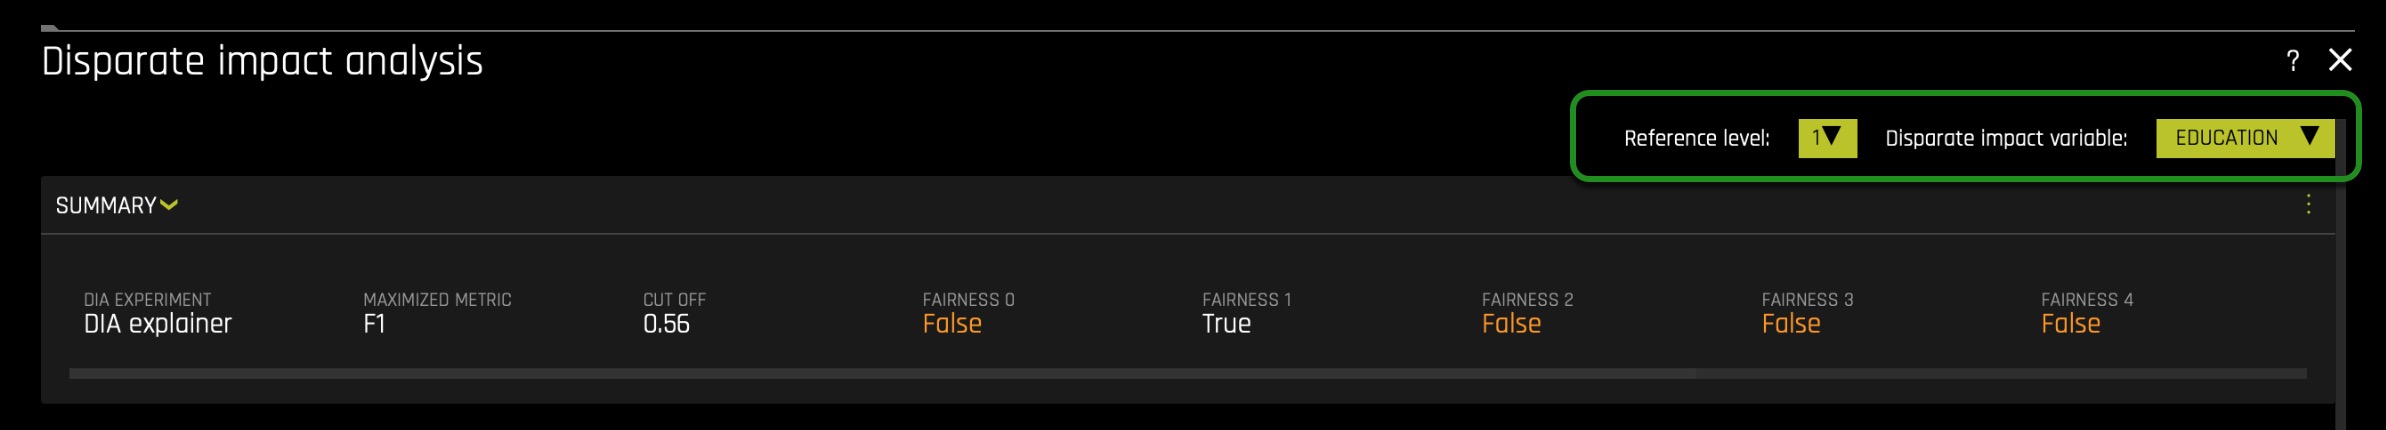 Disparate impact analysis
?
Reference level: 1 Disparate impact variable: EDUCATION
SUMMARY
DIA EXPERIMENT MAXIMIZED METRIC CUT OFF FAIRNESS 0 FAIRNESS 1 FAIRNESS 2 FAIRNESS 3 FAIRNESS 4
DIA explainer F1 0.56 False True False False False